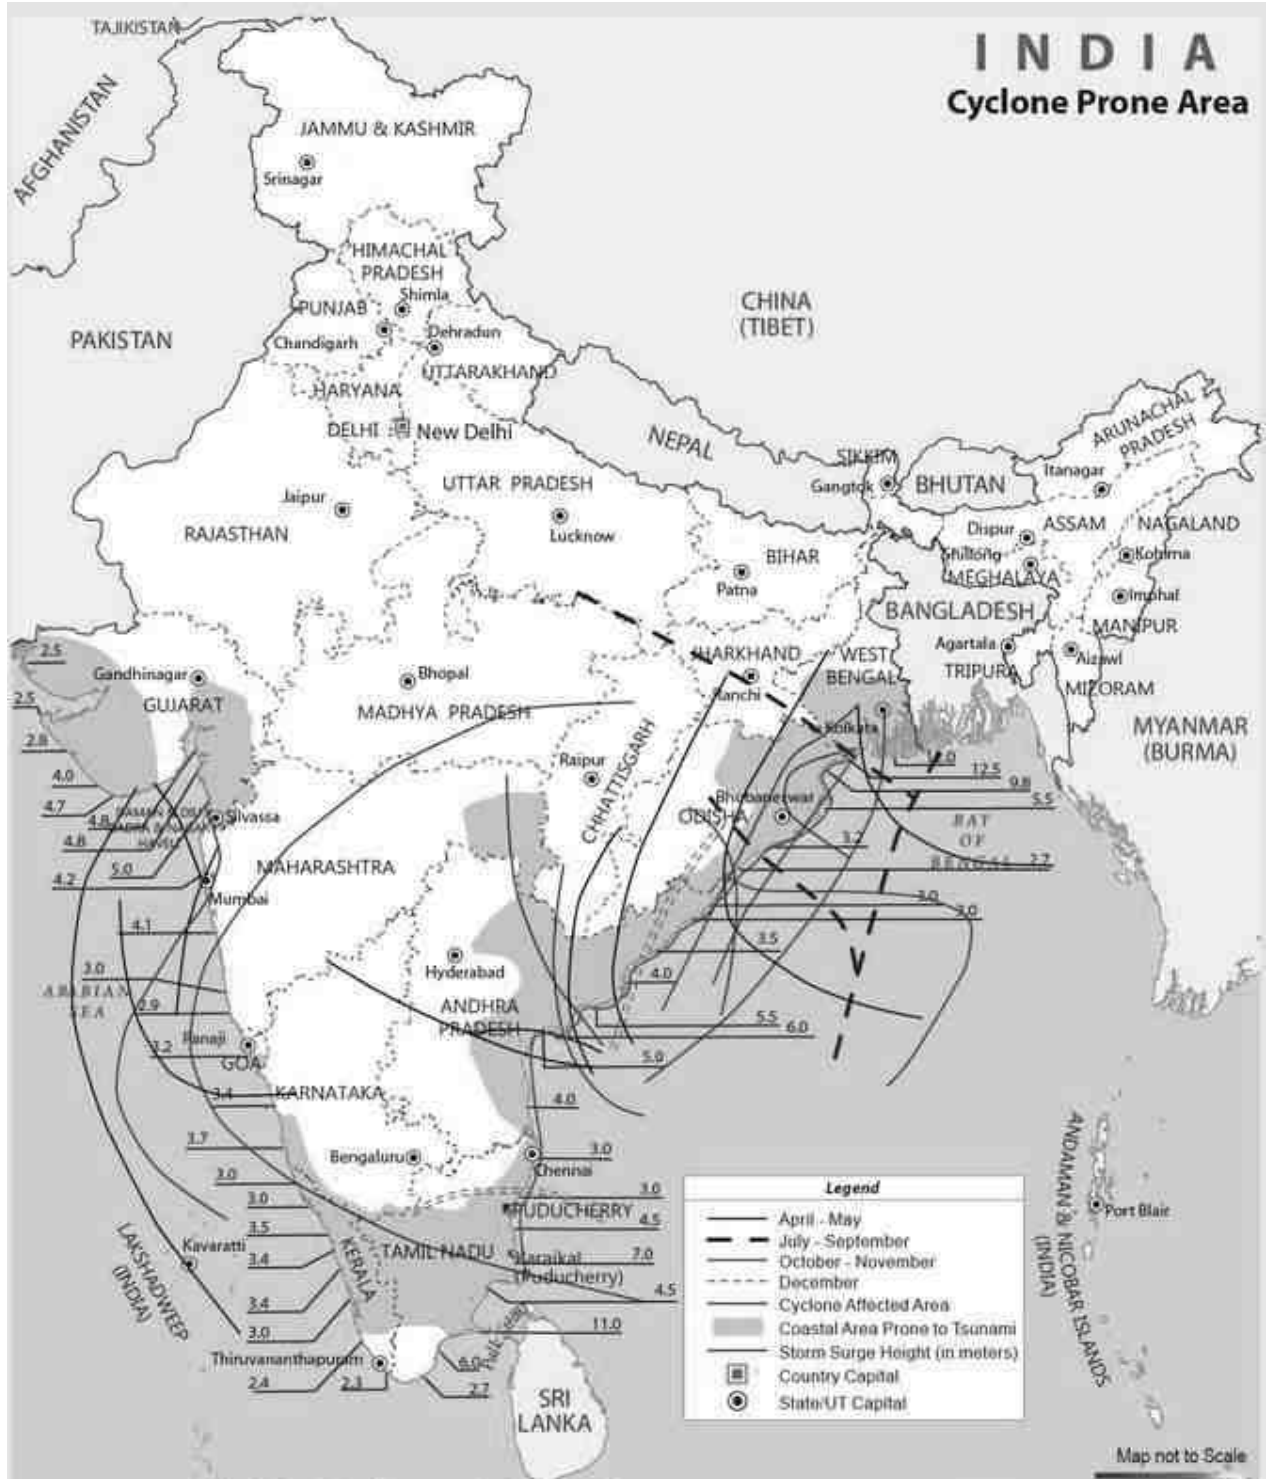 INDIA
Cyclone Prone Area
TAJIKISTAN
AFGHANISTAN
JAMMU & KASHMIR
Srinagar
HIMACHAL
PRADESH
Shimla
PUNJAB
Chandigarh
Dehradun
UTTARAKHAND
PAKISTAN
CHINA
(TIBET)
HARYANA
DELHI
New Delhi
NEPAL
SIKKIM
Gangtok
BHUTAN
ARUNACHAL
PRADESH
Itanagar
Jaipur
UTTAR PRADESH
Lucknow
RAJASTHAN
Dispur
ASSAM
NAGALAND
Shillong
Kohima
MEGHALAYA
BIHAR
Patna
Imphal
BANGLADESH
MANIPUR
Agartala
TRIPURA
Aizawl
MIZORAM
MYANMAR
(BURMA)
JHARKHAND
Ranchi
WEST
BENGAL
Kolkata
2.5
2.5
2.8
4.0
4.7
4.8
4.8
5.0
4.2
4.1
3.0
2.9
3.2
3.4
3.7
3.0
3.0
3.5
3.4
3.4
3.0
2.4
2.3
Gandhinagar
GUJARAT
Bhopal
MADHYA PRADESH
Raipur
CHHATTISGARH
Silvassa
MAHARASHTRA
Mumbai
Bhubaneswar
ODISHA
12.5
9.8
5.5
3.2
2.7
3.0
3.0
3.5
4.0
5.5
6.0
5.0
4.0
3.0
3.0
4.5
7.0
4.5
11.0
6.0
2.7
BAY
OF
BENGAL
ARABIAN
SEA
Hyderabad
ANDHRA
PRADESH
Panaji
GOA
KARNATAKA
Bengaluru
Chennai
PUDUCHERRY
TAMIL NADU
Karaikal
(Puducherry)
KERALA
Kavaratti
LAKSHADWEEP
(INDIA)
Thiruvananthapuram
SRI
LANKA
ANDAMAN & NICOBAR ISLANDS
(INDIA)
Port Blair
Legend
April - May
July - September
October - November
December
Cyclone Affected Area
Coastal Area Prone to Tsunami
Storm Surge Height (in meters)
Country Capital
State/UT Capital
Map not to Scale